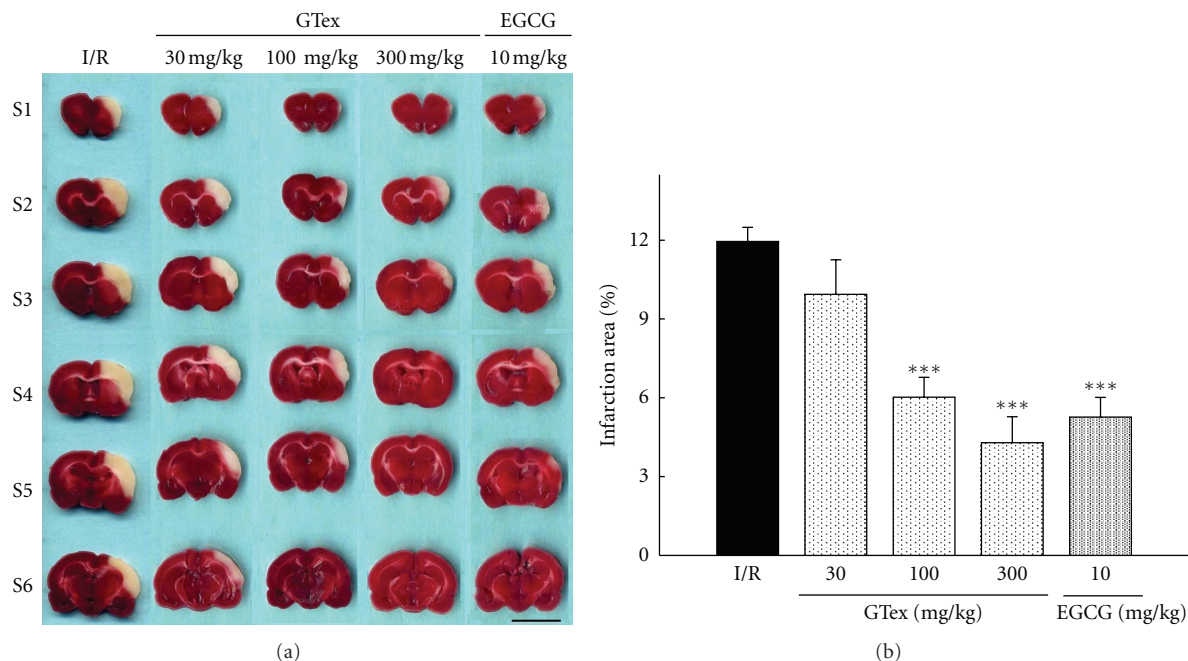 GTex EGCG
I/R 30 mg/kg 100 mg/kg 300 mg/kg 10 mg/kg
S1
S2
S3
S4
S5
S6
(a)
Infarction area (%)
12
9
6
3
0
***
***
***
I/R 30 100 300 10
GTex (mg/kg) EGCG (mg/kg)
(b)